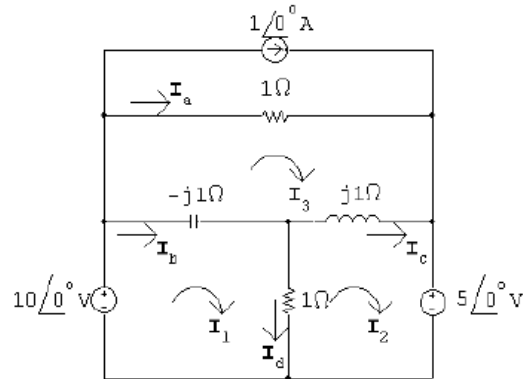 1/0°A
1Ω
I_a
-j1Ω
I_3
j1Ω
I_b
I_c
10/0°V
+ -
1Ω
+ -
5/0°V
I_1
I_d
I_2